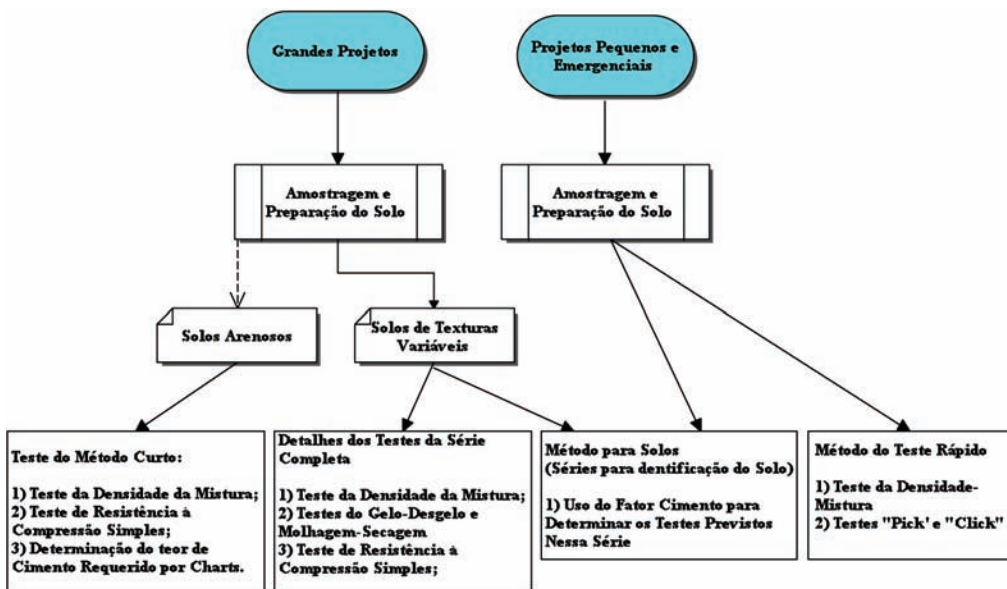 Grandes Projetos
Projetos Pequenos e
Emergenciais
Amostragem e
Preparação do Solo
Amostragem e
Preparação do Solo
Solos Arenosos
Solos de Texturas
Variáveis
Teste do Método Curto:
1) Teste da Densidade da Mistura;
2) Teste de Resistência à
Compressão Simples;
3) Determinação do teor de
Cimento Requerido por Charts.
Detalhes dos Testes da Série
Completa
1) Teste da Densidade da Mistura;
2) Testes do Gelo-Desgelo e
Molhagem-Secagem
3) Teste de Resistência à
Compressão Simples;
Método para Solos
(Séries para dentificação do Solo)
1) Uso do Fator Cimento para
Determinar os Testes Previstos
Nessa Série
Método do Teste Rápido
1) Teste da Densidade-
Mistura
2) Testes "Pick' e "Click"